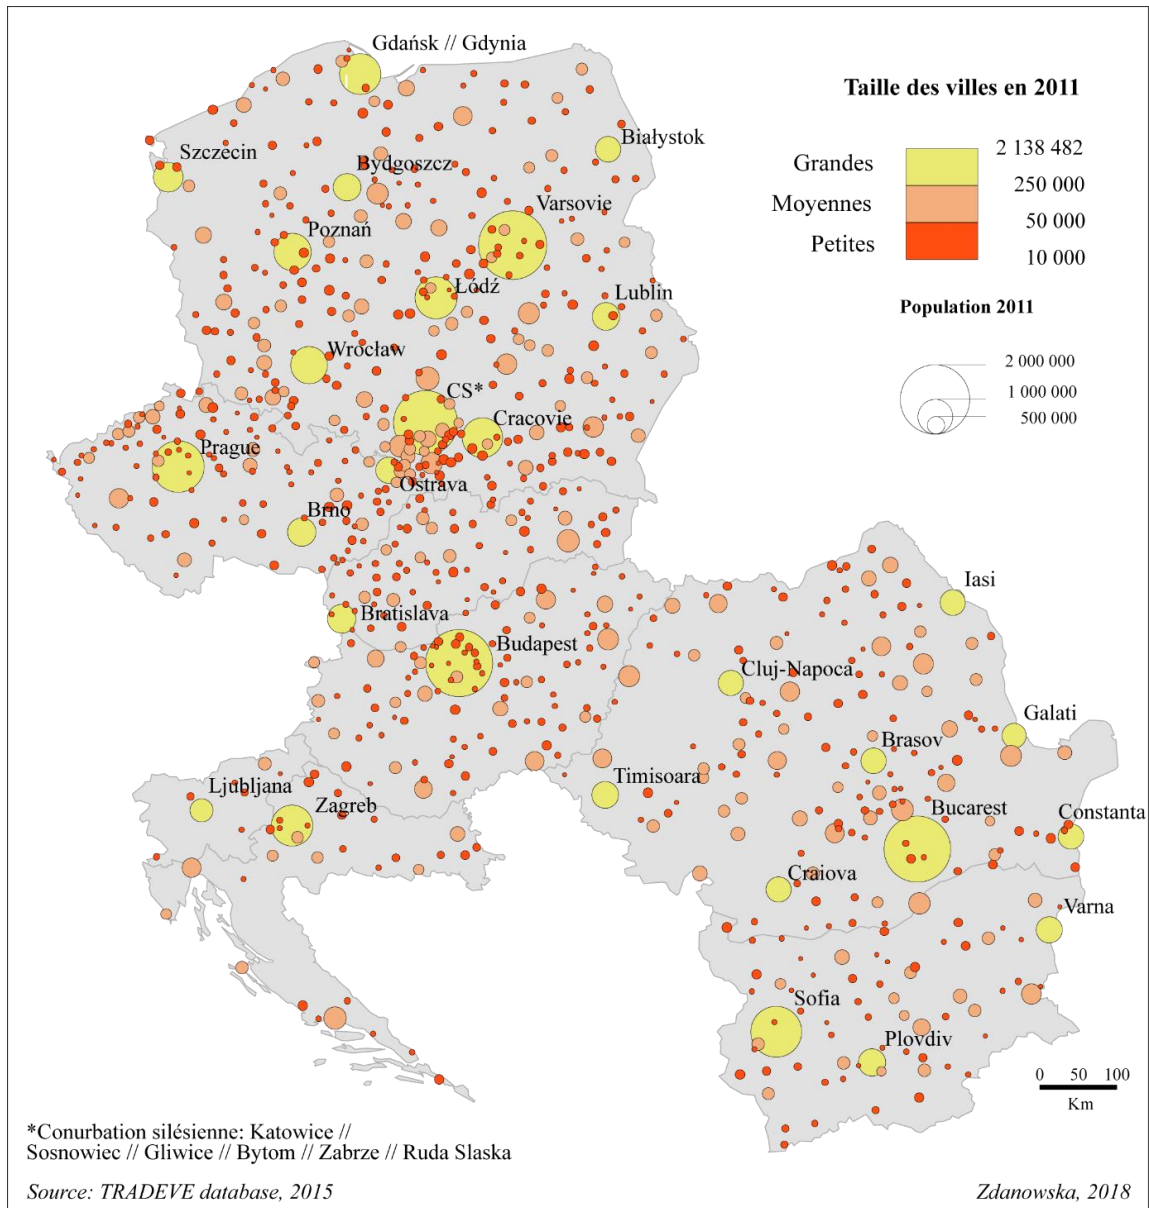 Gdańsk // Gdynia
Taille des villes en 2011
Białystok
Szczecin
Bydgoszcz
Grandes
2 138 482
250 000
Moyennes
50 000
Petites
10 000
Varsovie
Poznań
Łódź
Lublin
Population 2011
2 000 000
1 000 000
500 000
Wrocław
CS*
Cracovie
Prague
Ostrava
Brno
Iasi
Bratislava
Budapest
Cluj-Napoca
Galati
Brasov
Timisoara
Ljubljana
Zagreb
Bucarest
Constanta
Craiova
Varna
Sofia
Plovdiv
0 50 100
Km
*Conurbation silésienne: Katowice //
Sosnowiec // Gliwice // Bytom // Zabrze // Ruda Slaska
Source: TRADEVE database, 2015
Zdanowska, 2018